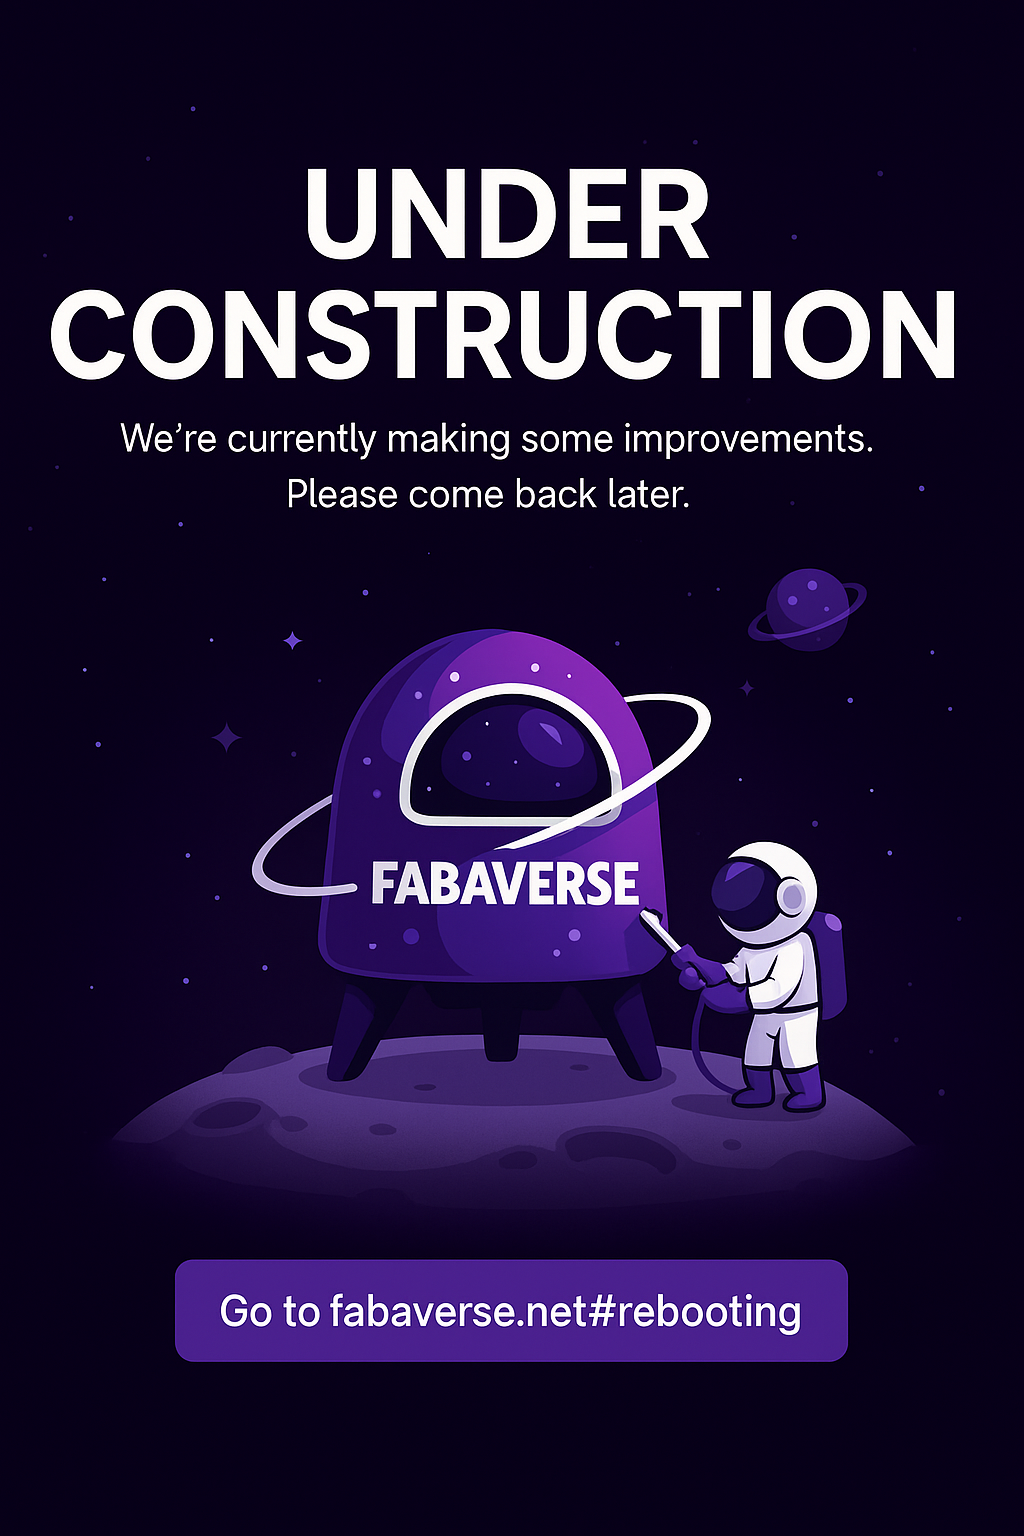 UNDER
CONSTRUCTION
We’re currently making some improvements.
Please come back later.
FABAVERSE
Go to fabaverse.net#rebooting